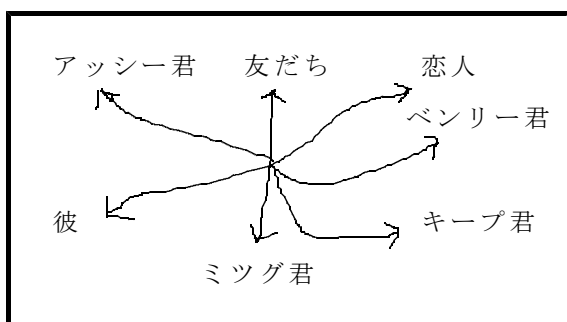 アッシー君
友だち
恋人
ベンリー君
彼
キープ君
ミツグ君